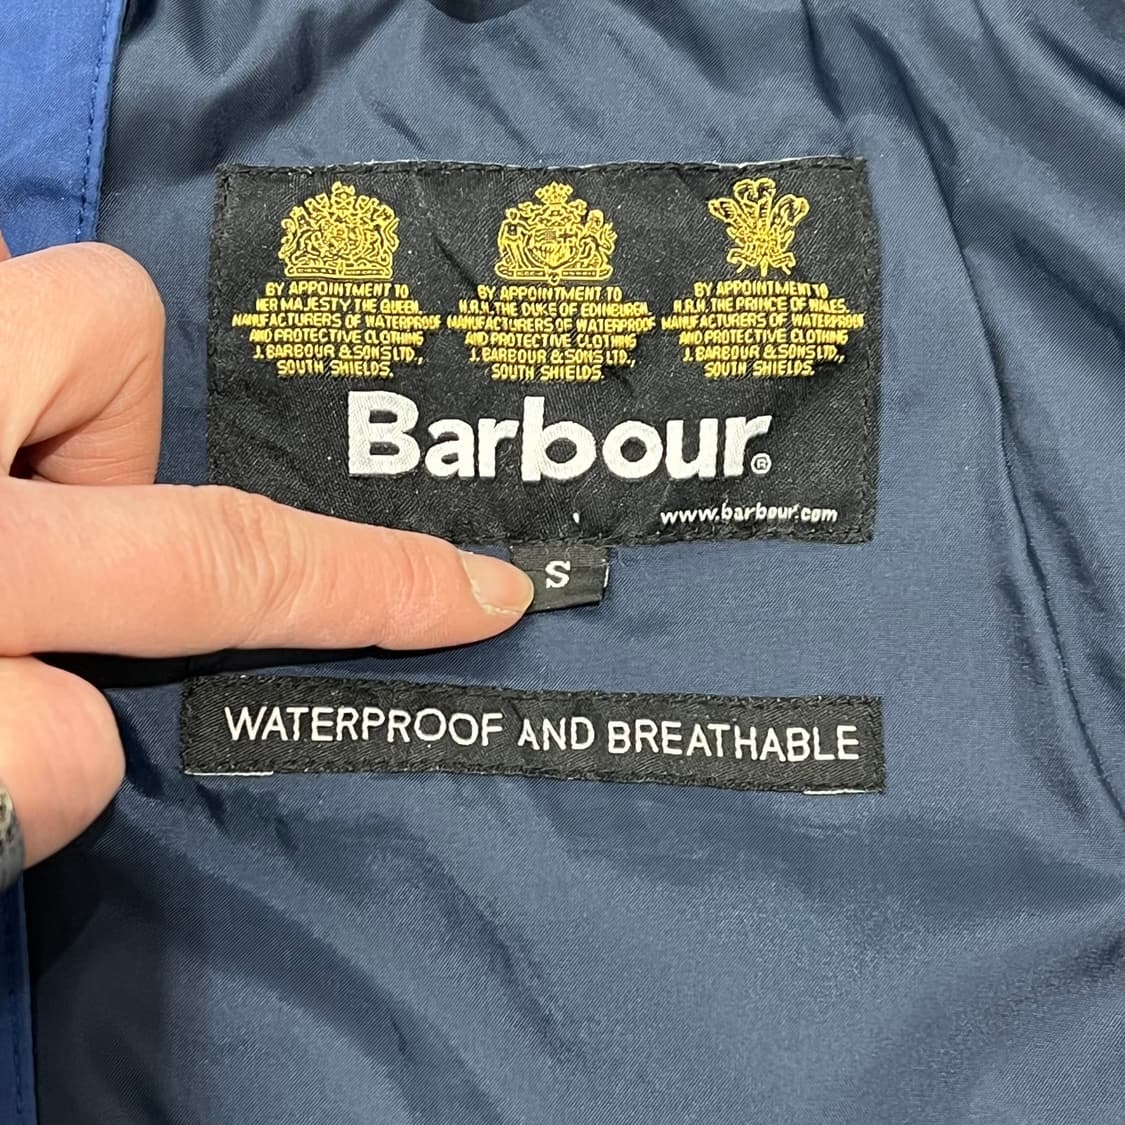 BY APPOINTMENT TO
HER MAJESTY THE QUEEN
MANUFACTURERS OF WATERPROOF
AND PROTECTIVE CLOTHING
J. BARBOUR & SONS LTD.,
SOUTH SHIELDS.
BY APPOINTMENT TO
H.R.H. THE DUKE OF EDINBURGH
MANUFACTURERS OF WATERPROOF
AND PROTECTIVE CLOTHING
J. BARBOUR & SONS LTD.,
SOUTH SHIELDS.
BY APPOINTMENT TO
H.R.H. THE PRINCE OF WALES
MANUFACTURERS OF WATERPROOF
AND PROTECTIVE CLOTHING
J. BARBOUR & SONS LTD.,
SOUTH SHIELDS.
Barbour®
www.barbour.com
S
WATERPROOF AND BREATHABLE